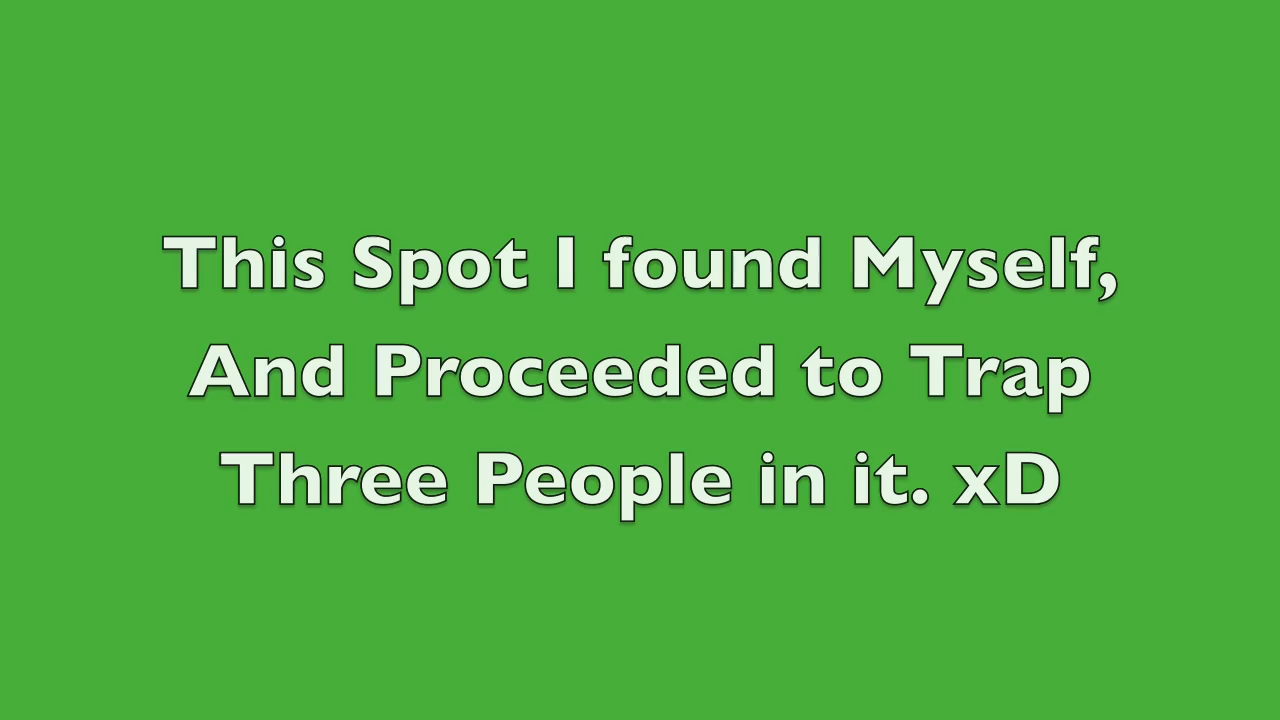 This Spot I found Myself,
And Proceeded to Trap
Three People in it. xD